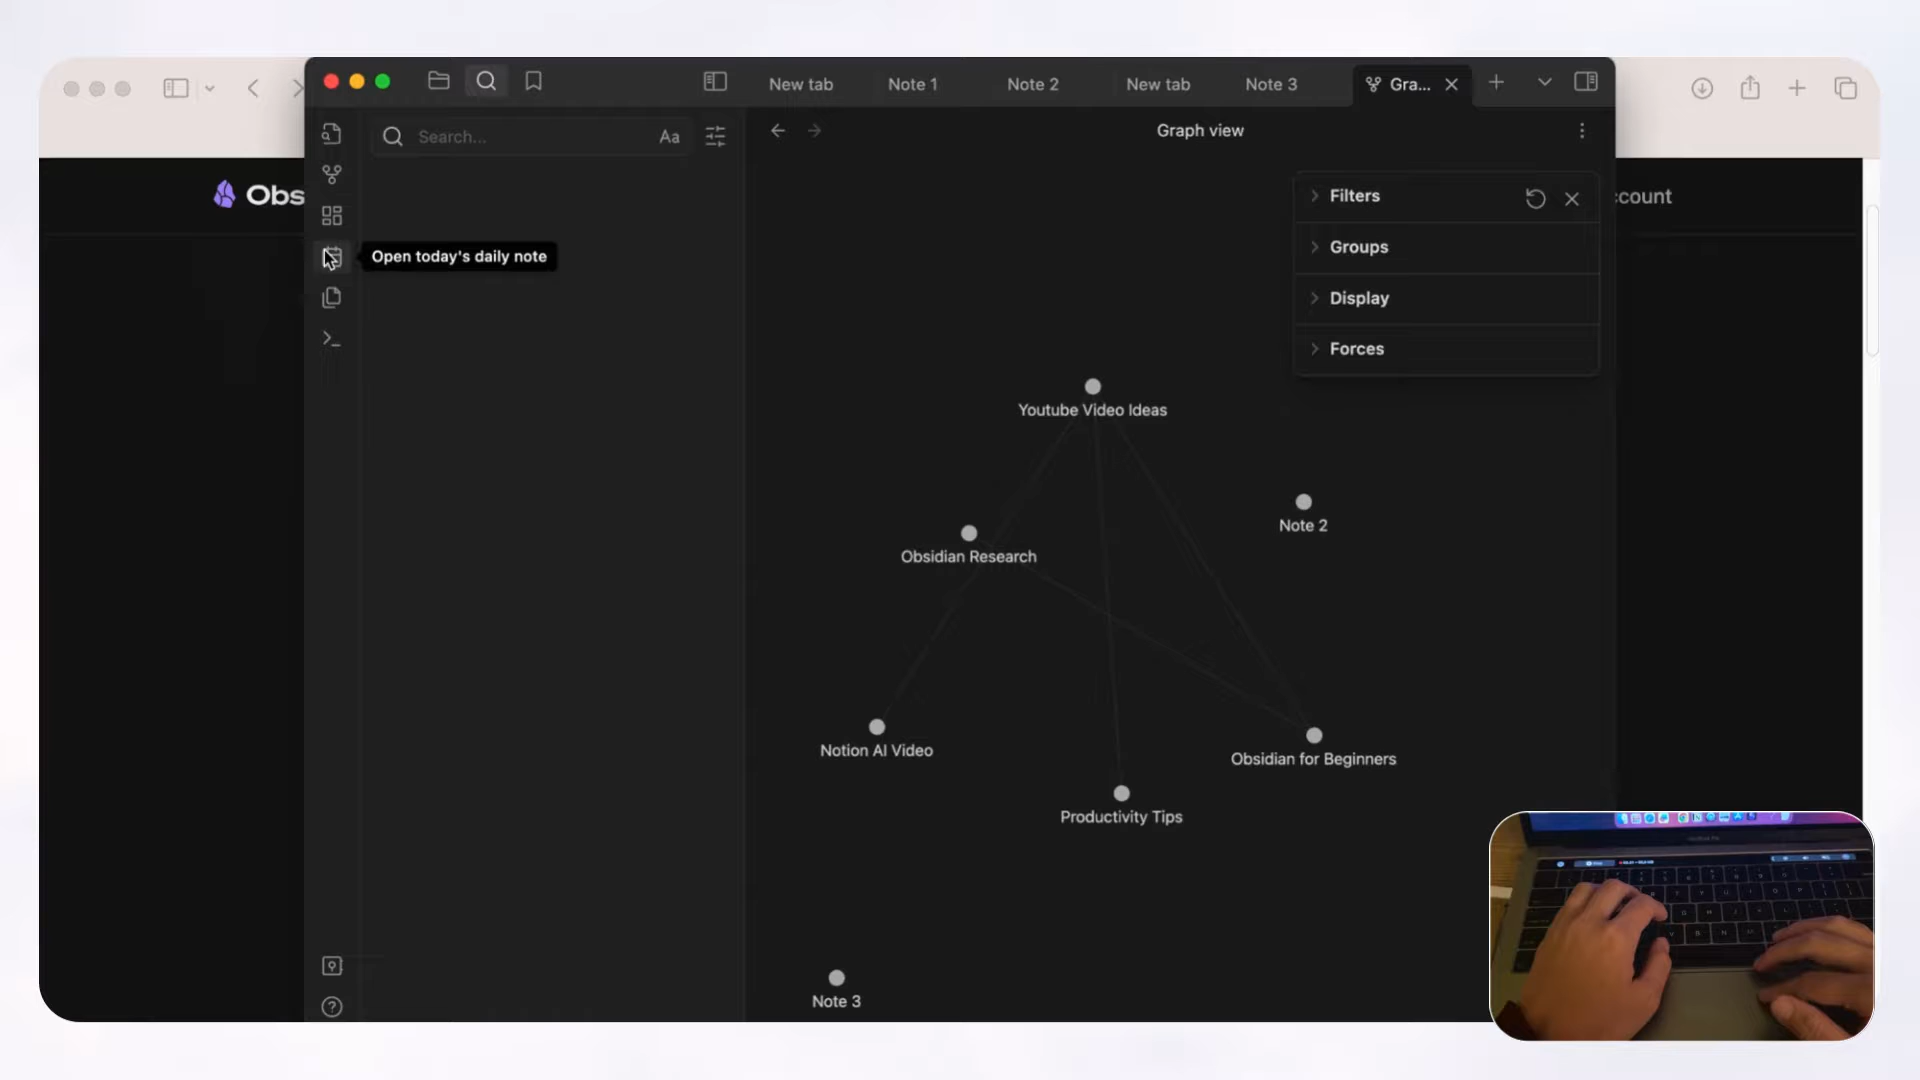 New tab
Note 1
Note 2
New tab
Note 3
Gra...
Search...
Aa
Graph view
Obs
ccount
Filters
Groups
Display
Forces
Open today's daily note
Youtube Video Ideas
Note 2
Obsidian Research
Notion AI Video
Obsidian for Beginners
Productivity Tips
Note 3